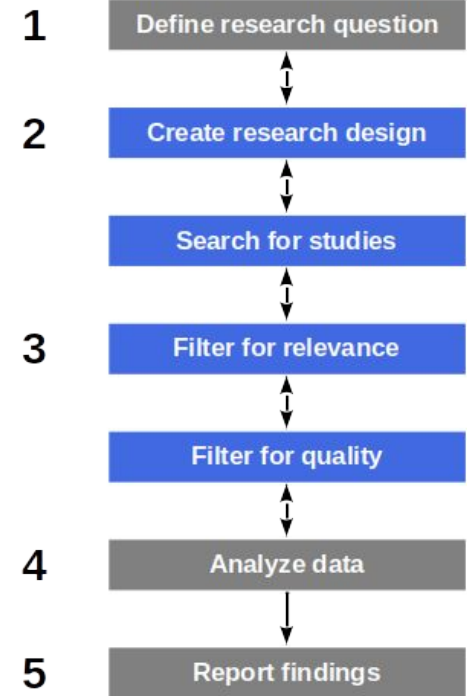 1 Define research question
2 Create research design
Search for studies
3 Filter for relevance
Filter for quality
4 Analyze data
5 Report findings